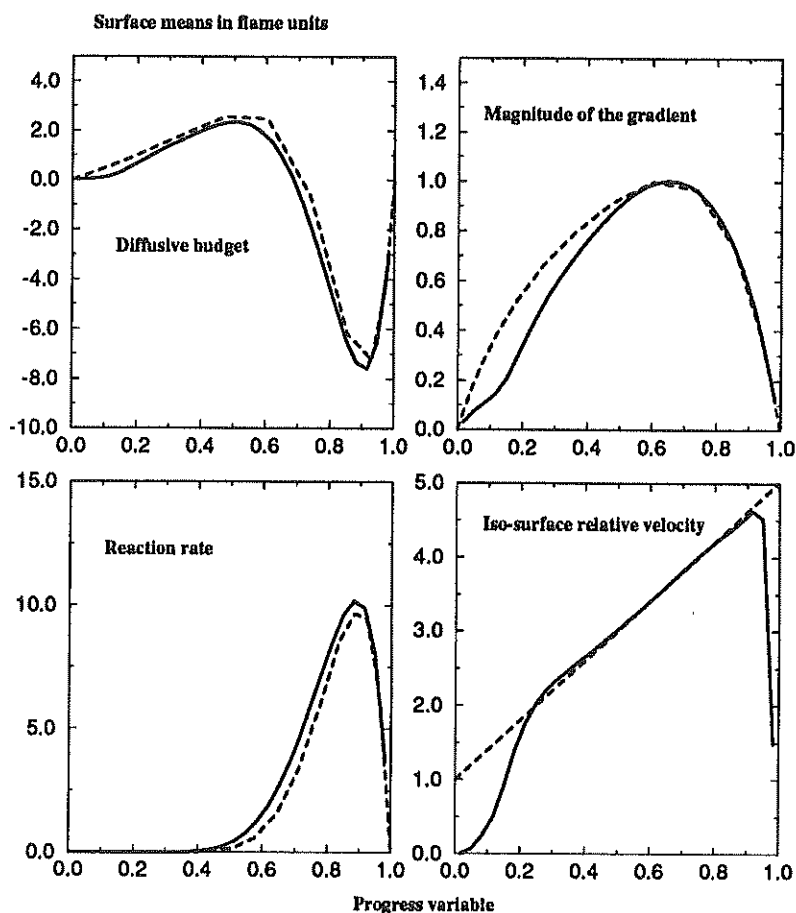 Surface means in flame units
4.0
2.0
0.0
-2.0
-4.0
-6.0
-8.0
-10.0
Diffusive budget
0.0 0.2 0.4 0.6 0.8 1.0
1.4
1.2
1.0
0.8
0.6
0.4
0.2
0.0
Magnitude of the gradient
0.0 0.2 0.4 0.6 0.8 1.0
15.0
10.0
5.0
0.0
Reaction rate
0.0 0.2 0.4 0.6 0.8 1.0
5.0
4.0
3.0
2.0
1.0
0.0
Iso-surface relative velocity
0.0 0.2 0.4 0.6 0.8 1.0
Progress variable